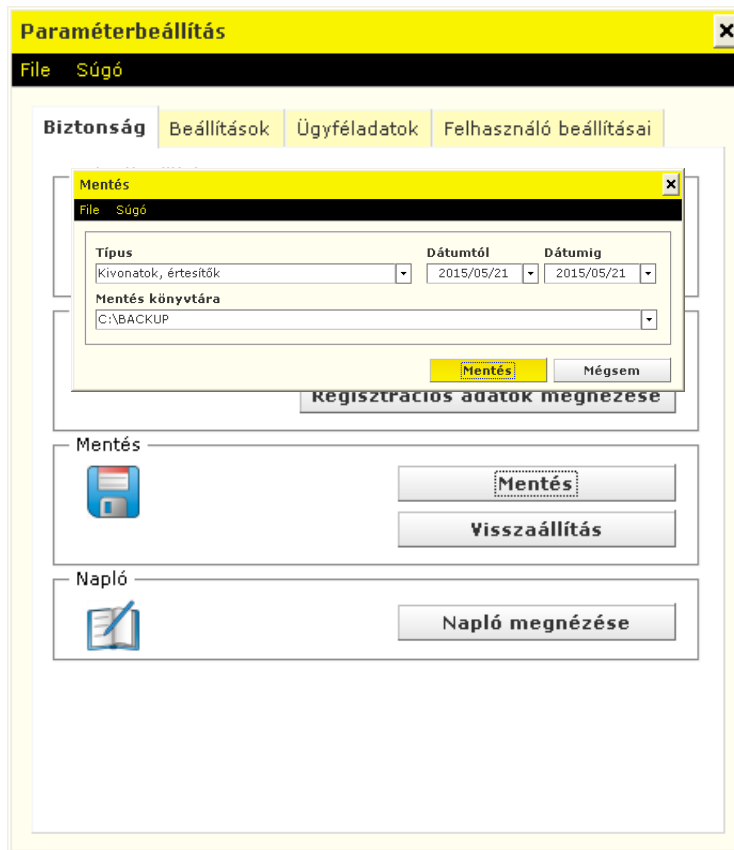 Paraméterbeállítás
File Súgó
Biztonság Beállítások Ügyféladatok Felhasználó beállításai
Mentés
File Súgó
Típus Dátumtól Dátumig
Kivonatok, értesítők 2015/05/21 2015/05/21
Mentés könyvtára
C:\BACKUP
Mentés Mégsem
Regisztrációs adatok megnézése
Mentés
Mentés
Visszaállítás
Napló
Napló megnézése